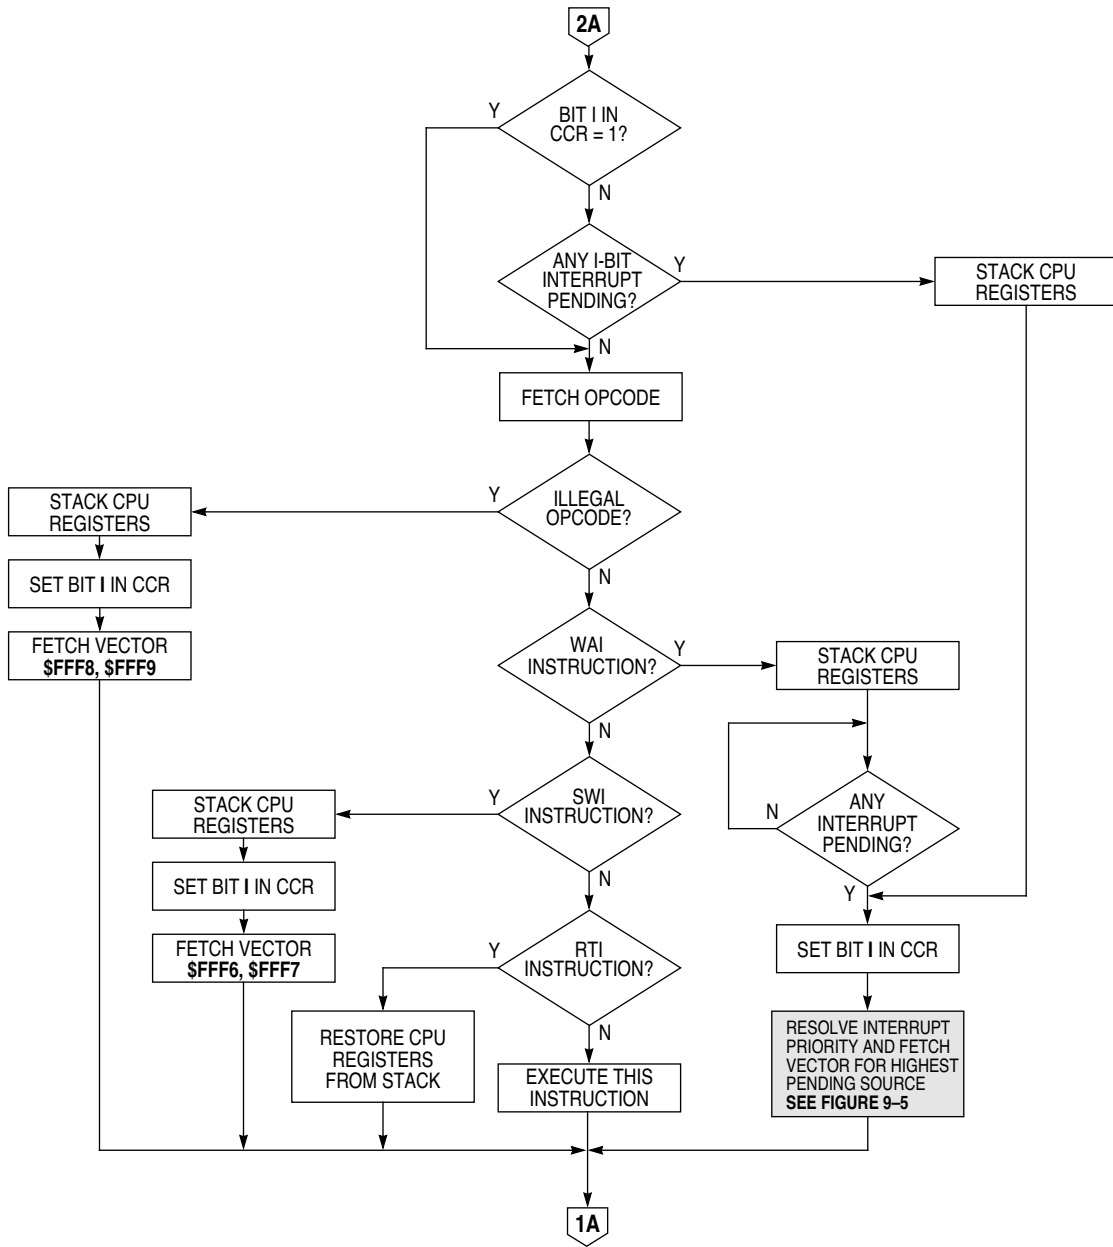 2A
BIT I IN
CCR = 1?
Y
N
ANY I-BIT
INTERRUPT
PENDING?
Y
N
STACK CPU
REGISTERS
FETCH OPCODE
ILLEGAL
OPCODE?
Y
N
STACK CPU
REGISTERS
SET BIT I IN CCR
FETCH VECTOR
$FFF8, $FFF9
WAI
INSTRUCTION?
Y
N
STACK CPU
REGISTERS
ANY
INTERRUPT
PENDING?
N
Y
SWI
INSTRUCTION?
Y
N
STACK CPU
REGISTERS
SET BIT I IN CCR
FETCH VECTOR
$FFF6, $FFF7
RTI
INSTRUCTION?
Y
N
SET BIT I IN CCR
RESTORE CPU
REGISTERS
FROM STACK
EXECUTE THIS
INSTRUCTION
RESOLVE INTERRUPT
PRIORITY AND FETCH
VECTOR FOR HIGHEST
PENDING SOURCE
SEE FIGURE 9–5
1A